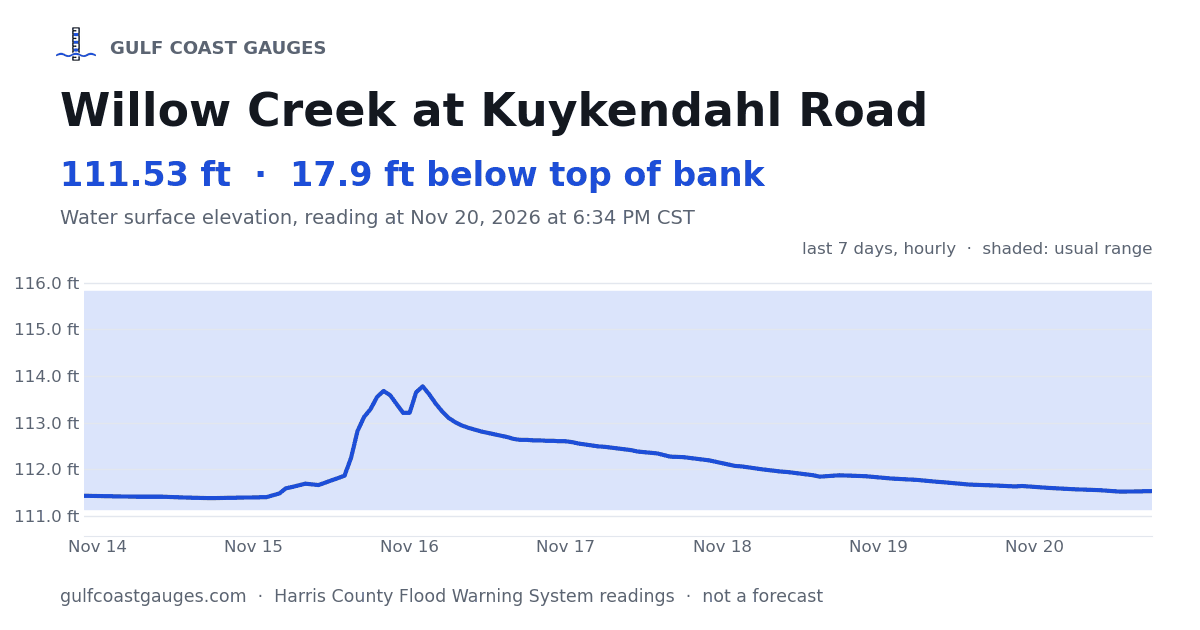 GULF COAST GAUGES
Willow Creek at Kuykendahl Road
111.53 ft · 17.9 ft below top of bank
Water surface elevation, reading at Nov 20, 2026 at 6:34 PM CST
last 7 days, hourly · shaded: usual range
116.0 ft
115.0 ft
114.0 ft
113.0 ft
112.0 ft
111.0 ft
Nov 14 Nov 15 Nov 16 Nov 17 Nov 18 Nov 19 Nov 20
gulfcoastgauges.com · Harris County Flood Warning System readings · not a forecast